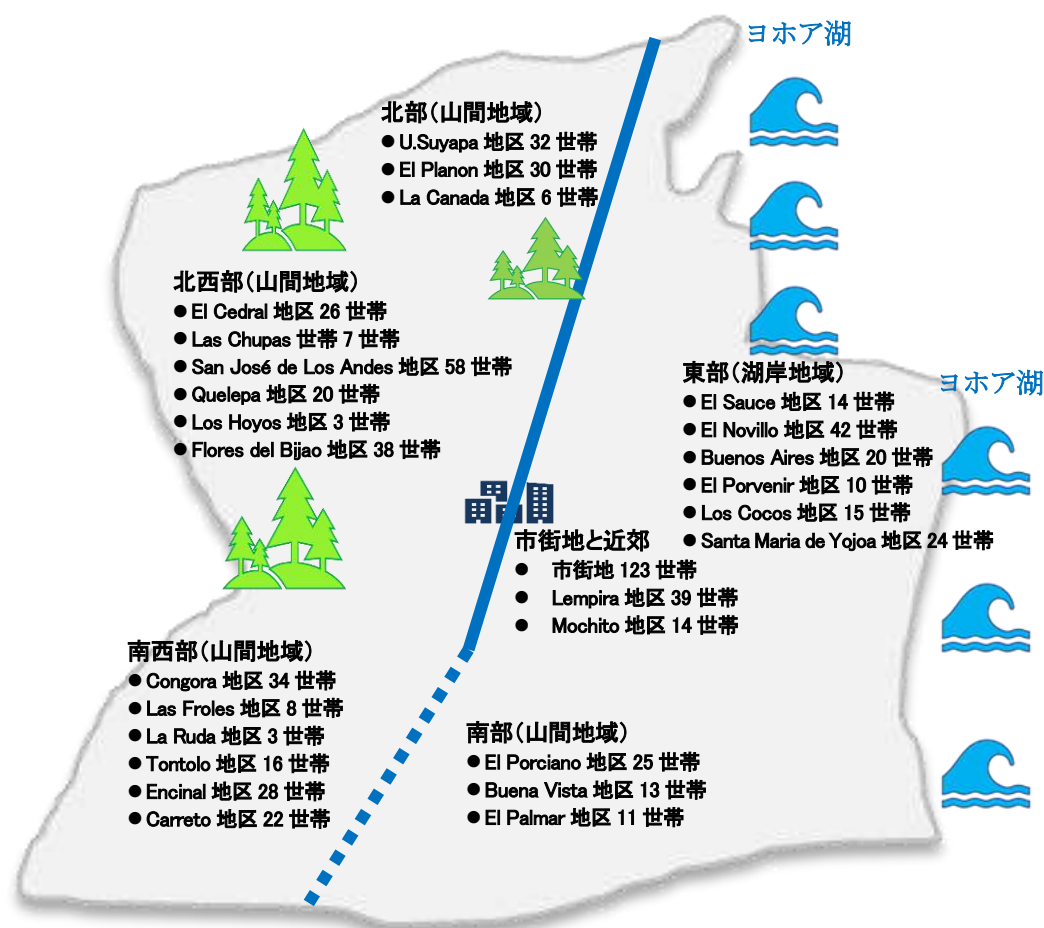 ヨホア湖
北部(山間地域)
● U.Suyapa 地区 32 世帯
● El Planon 地区 30 世帯
● La Canada 地区 6 世帯
北西部(山間地域)
● El Cedral 地区 26 世帯
● Las Chupas 世帯 7 世帯
● San José de Los Andes 地区 58 世帯
● Quelepa 地区 20 世帯
● Los Hoyos 地区 3 世帯
● Flores del Bijao 地区 38 世帯
東部(湖岸地域)
● El Sauce 地区 14 世帯
● El Novillo 地区 42 世帯
● Buenos Aires 地区 20 世帯
● El Porvenir 地区 10 世帯
● Los Cocos 地区 15 世帯
● Santa Maria de Yojoa 地区 24 世帯
ヨホア湖
市街地と近郊
● 市街地 123 世帯
● Lempira 地区 39 世帯
● Mochito 地区 14 世帯
南西部(山間地域)
● Congora 地区 34 世帯
● Las Froles 地区 8 世帯
● La Ruda 地区 3 世帯
● Tontolo 地区 16 世帯
● Encinal 地区 28 世帯
● Carreto 地区 22 世帯
南部(山間地域)
● El Porciano 地区 25 世帯
● Buena Vista 地区 13 世帯
● El Palmar 地区 11 世帯